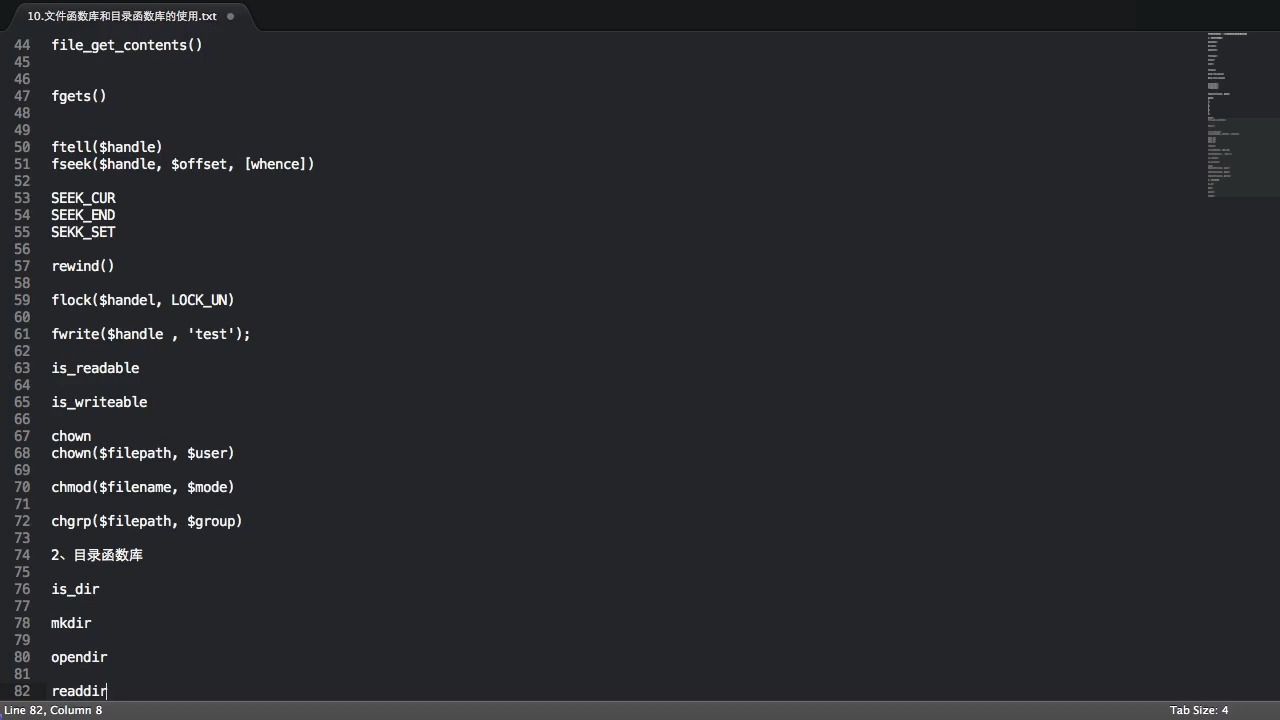 10.文件函数库和目录函数库的使用.txt
44 file_get_contents()
45
46
47 fgets()
48
49
50 ftell($handle)
51 fseek($handle, $offset, [whence])
52
53 SEEK_CUR
54 SEEK_END
55 SEKK_SET
56
57 rewind()
58
59 flock($handel, LOCK_UN)
60
61 fwrite($handle , 'test');
62
63 is_readable
64
65 is_writeable
66
67 chown
68 chown($filepath, $user)
69
70 chmod($filename, $mode)
71
72 chgrp($filepath, $group)
73
74 2、目录函数库
75
76 is_dir
77
78 mkdir
79
80 opendir
81
82 readdir
Line 82, Column 8
Tab Size: 4